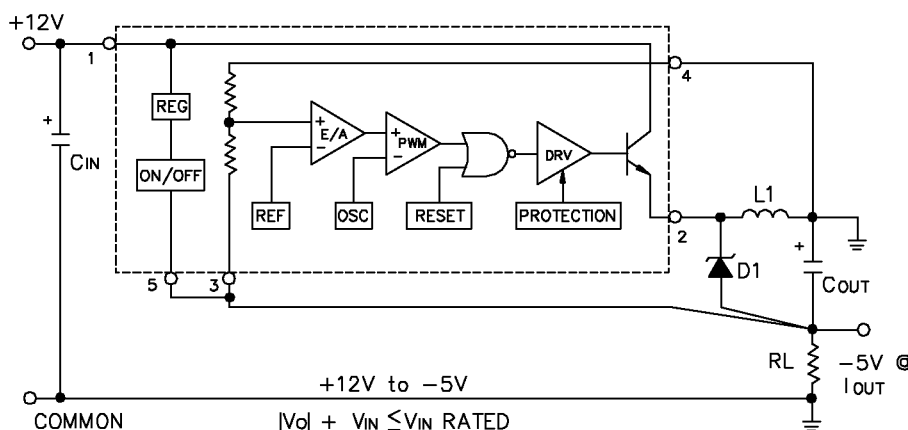 +12V
1
4
REG
+
E/A
−
+
PWM
−
DRV
+
CIN
ON/OFF
REF
OSC
RESET
PROTECTION
2
L1
+
D1
COUT
5
3
RL
−5V @
IOUT
+12V to −5V
COMMON
|Vo| + VIN ≤ VIN RATED